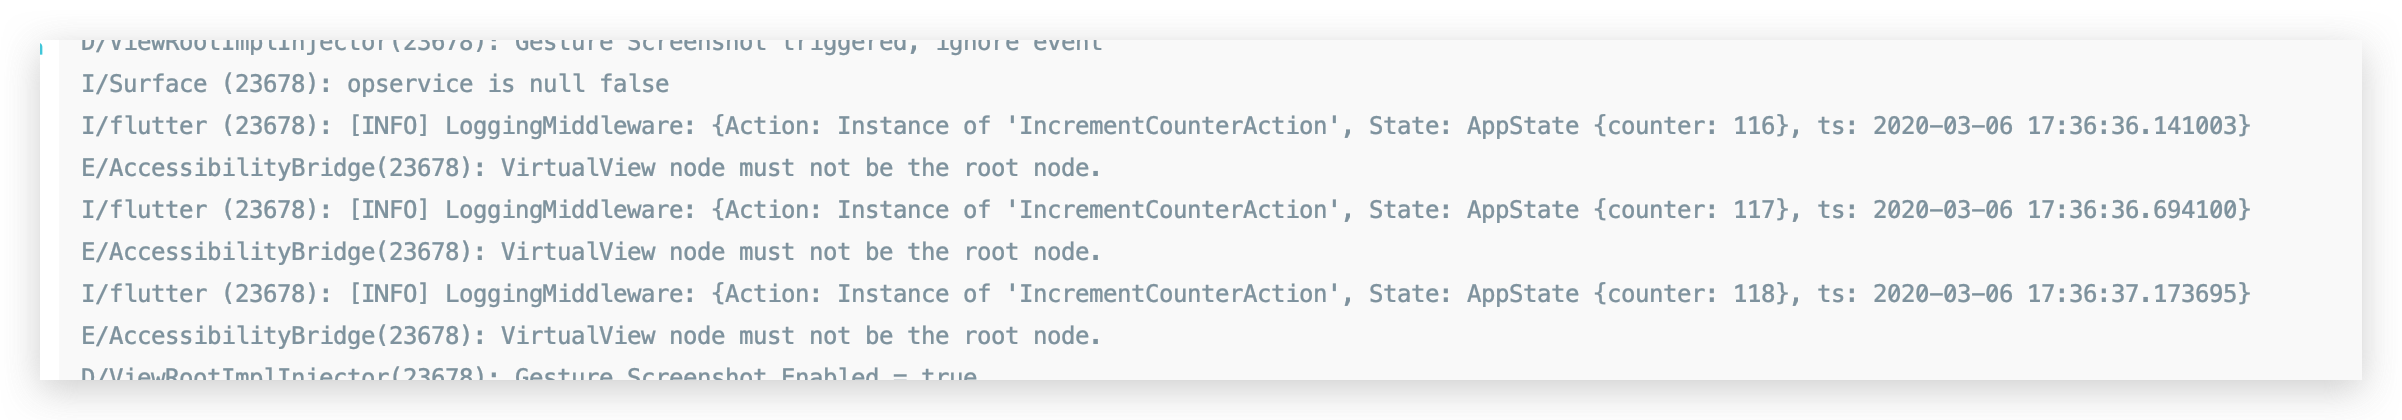 D/ViewRootImplInjector(23678): Gesture Screenshot triggered, ignore event
I/Surface (23678): opservice is null false
I/flutter (23678): [INFO] LoggingMiddleware: {Action: Instance of 'IncrementCounterAction', State: AppState {counter: 116}, ts: 2020-03-06 17:36:36.141003}
E/AccessibilityBridge(23678): VirtualView node must not be the root node.
I/flutter (23678): [INFO] LoggingMiddleware: {Action: Instance of 'IncrementCounterAction', State: AppState {counter: 117}, ts: 2020-03-06 17:36:36.694100}
E/AccessibilityBridge(23678): VirtualView node must not be the root node.
I/flutter (23678): [INFO] LoggingMiddleware: {Action: Instance of 'IncrementCounterAction', State: AppState {counter: 118}, ts: 2020-03-06 17:36:37.173695}
E/AccessibilityBridge(23678): VirtualView node must not be the root node.
D/ViewRootImplInjector(23678): Gesture Screenshot Enabled = true